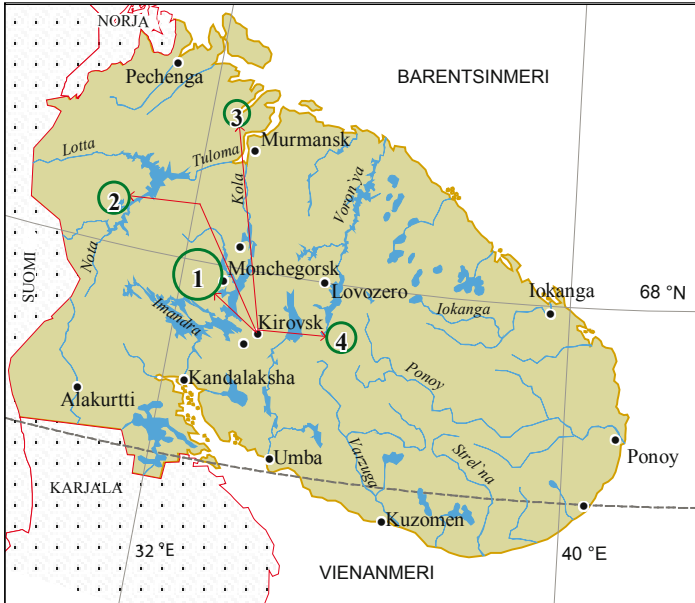 NORJA
Pechenga
BARENTSINMERI
3
Murmansk
Lotta
Tuloma
Kola
Voron'ya
2
Nota
SUOMI
1
Monchegorsk
Lovozero
Iokanga
68 °N
Iokanga
Imandra
Kirovsk
4
Kandalaksha
Ponoy
Alakurtti
Umba
Varzuga
Strel'na
Ponoy
KARJALA
Kuzomen
32 °E
40 °E
VIENANMERI